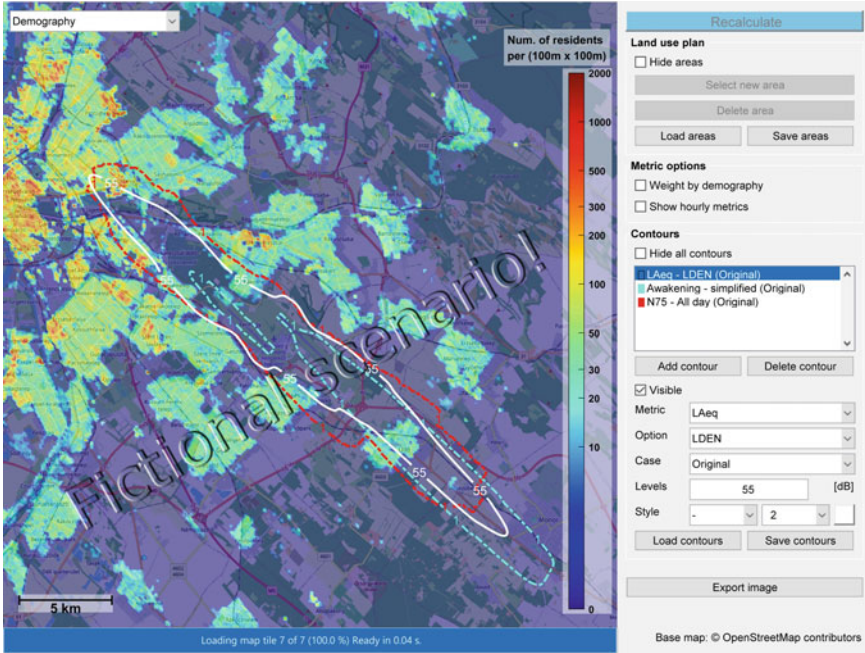 Demography
Num. of residents
per (100m x 100m)
2000
1000
500
300
200
100
50
30
20
10
0
55
55
55
1
1
55
55
55
55
Fictional scenario!
5 km
Loading map tile 7 of 7 (100.0 %) Ready in 0.04 s.
Recalculate
Land use plan
Hide areas
Select new area
Delete area
Load areas
Save areas
Metric options
Weight by demography
Show hourly metrics
Contours
Hide all contours
LAeq - LDEN (Original)
Awakening - simplified (Original)
N75 - All day (Original)
Add contour
Delete contour
Visible
Metric
LAeq
Option
LDEN
Case
Original
Levels
55
[dB]
Style
-
2
Load contours
Save contours
Export image
Base map: © OpenStreetMap contributors